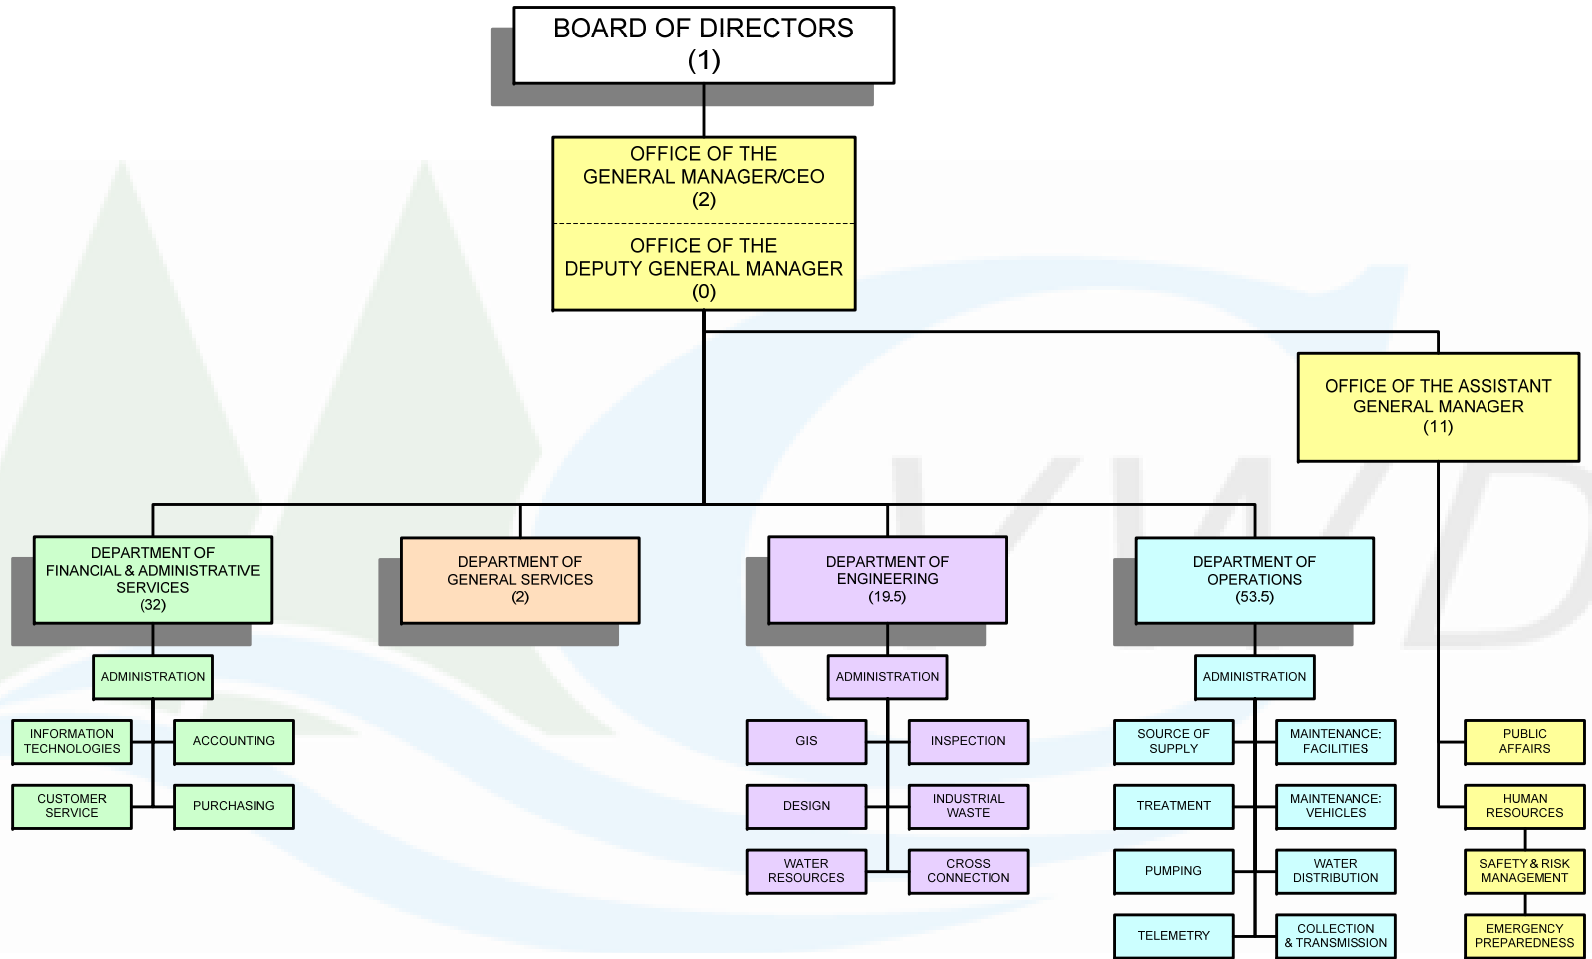 BOARD OF DIRECTORS
(1)
OFFICE OF THE
GENERAL MANAGER/CEO
(2)
OFFICE OF THE
DEPUTY GENERAL MANAGER
(0)
OFFICE OF THE ASSISTANT
GENERAL MANAGER
(11)
DEPARTMENT OF
FINANCIAL & ADMINISTRATIVE
SERVICES
(32)
DEPARTMENT OF
GENERAL SERVICES
(2)
DEPARTMENT OF
ENGINEERING
(19.5)
DEPARTMENT OF
OPERATIONS
(53.5)
ADMINISTRATION
INFORMATION
TECHNOLOGIES
ACCOUNTING
CUSTOMER
SERVICE
PURCHASING
ADMINISTRATION
GIS
INSPECTION
DESIGN
INDUSTRIAL
WASTE
WATER
RESOURCES
CROSS
CONNECTION
ADMINISTRATION
SOURCE OF
SUPPLY
MAINTENANCE:
FACILITIES
TREATMENT
MAINTENANCE:
VEHICLES
PUMPING
WATER
DISTRIBUTION
TELEMETRY
COLLECTION
& TRANSMISSION
PUBLIC
AFFAIRS
HUMAN
RESOURCES
SAFETY & RISK
MANAGEMENT
EMERGENCY
PREPAREDNESS
CVWD